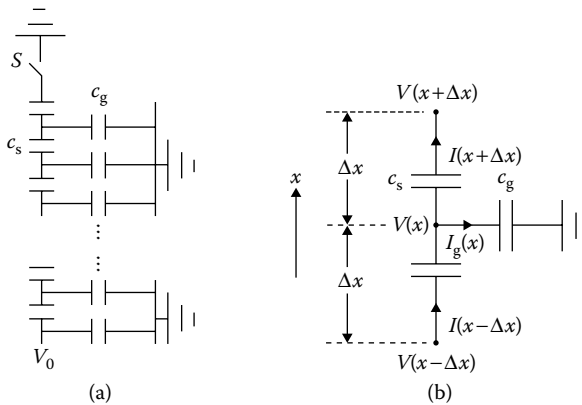 S
c_g
c_s
V_0
(a)
V(x+Δx)
I(x+Δx)
Δx
c_s
c_g
x
V(x)
I_g(x)
Δx
I(x−Δx)
V(x−Δx)
(b)